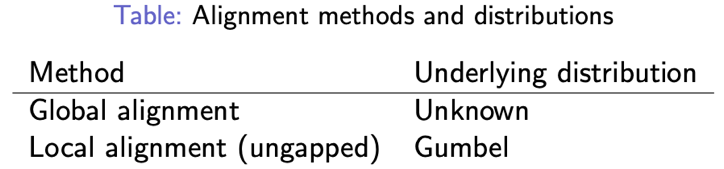 Table: Alignment methods and distributions
Method Underlying distribution
Global alignment Unknown
Local alignment (ungapped) Gumbel